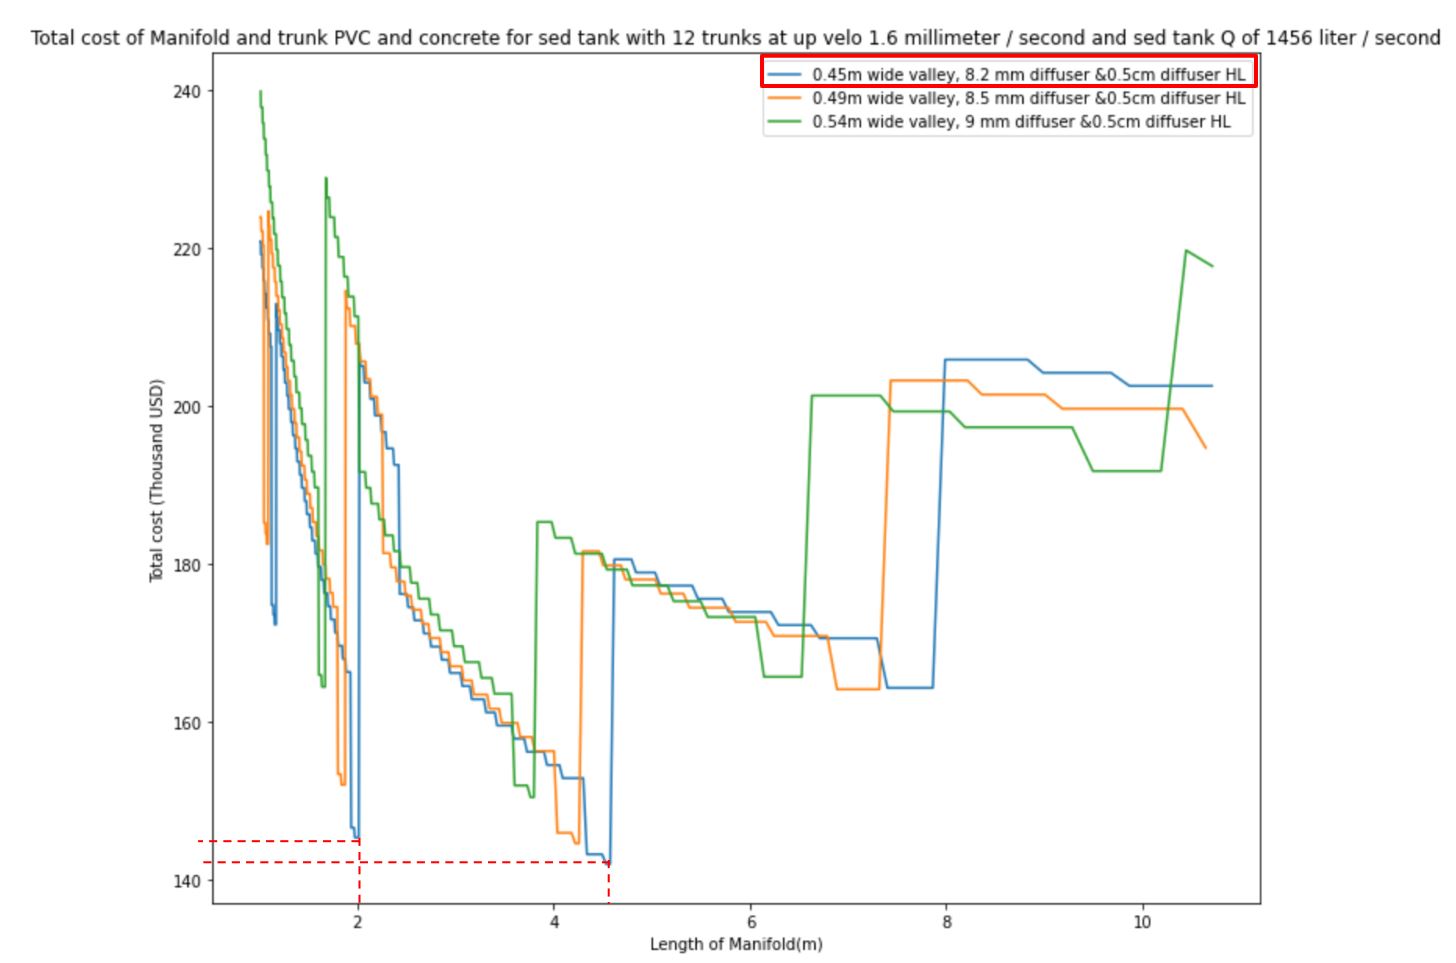 Total cost of Manifold and trunk PVC and concrete for sed tank with 12 trunks at up velo 1.6 millimeter / second and sed tank Q of 1456 liter / second
0.45m wide valley, 8.2 mm diffuser &0.5cm diffuser HL
0.49m wide valley, 8.5 mm diffuser &0.5cm diffuser HL
0.54m wide valley, 9 mm diffuser &0.5cm diffuser HL
Total cost (Thousand USD)
240
220
200
180
160
140
2 4 6 8 10
Length of Manifold(m)